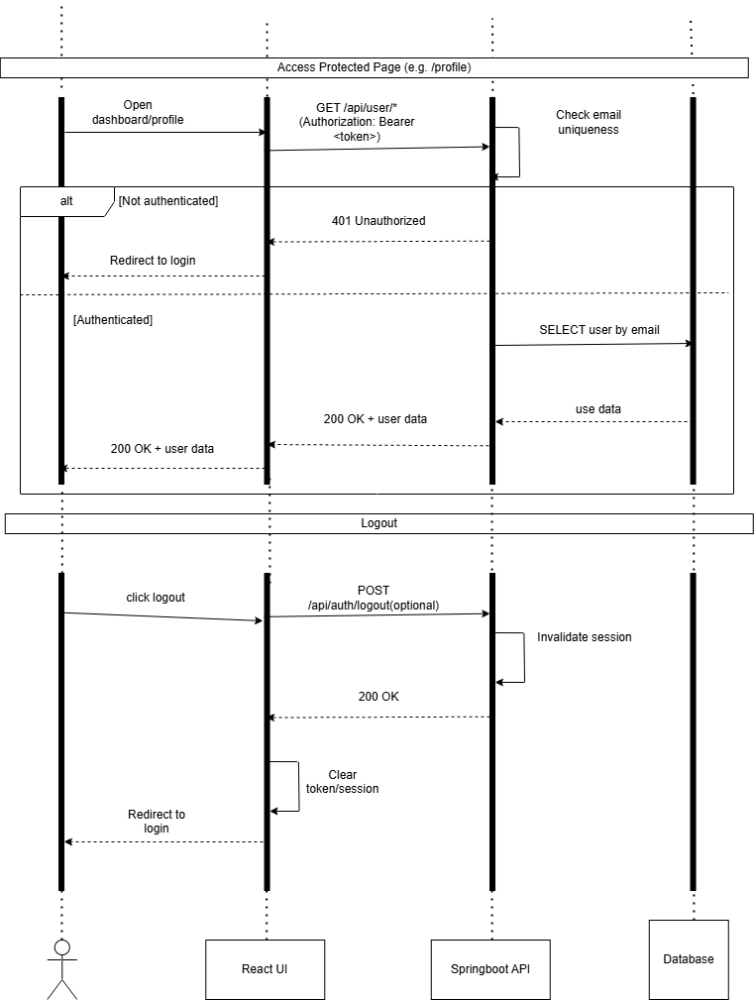 Access Protected Page (e.g. /profile)
Open
dashboard/profile
GET /api/user/*
(Authorization: Bearer
<token>)
Check email
uniqueness
alt
[Not authenticated]
401 Unauthorized
Redirect to login
[Authenticated]
SELECT user by email
use data
200 OK + user data
200 OK + user data
Logout
click logout
POST
/api/auth/logout(optional)
Invalidate session
200 OK
Clear
token/session
Redirect to
login
React UI
Springboot API
Database